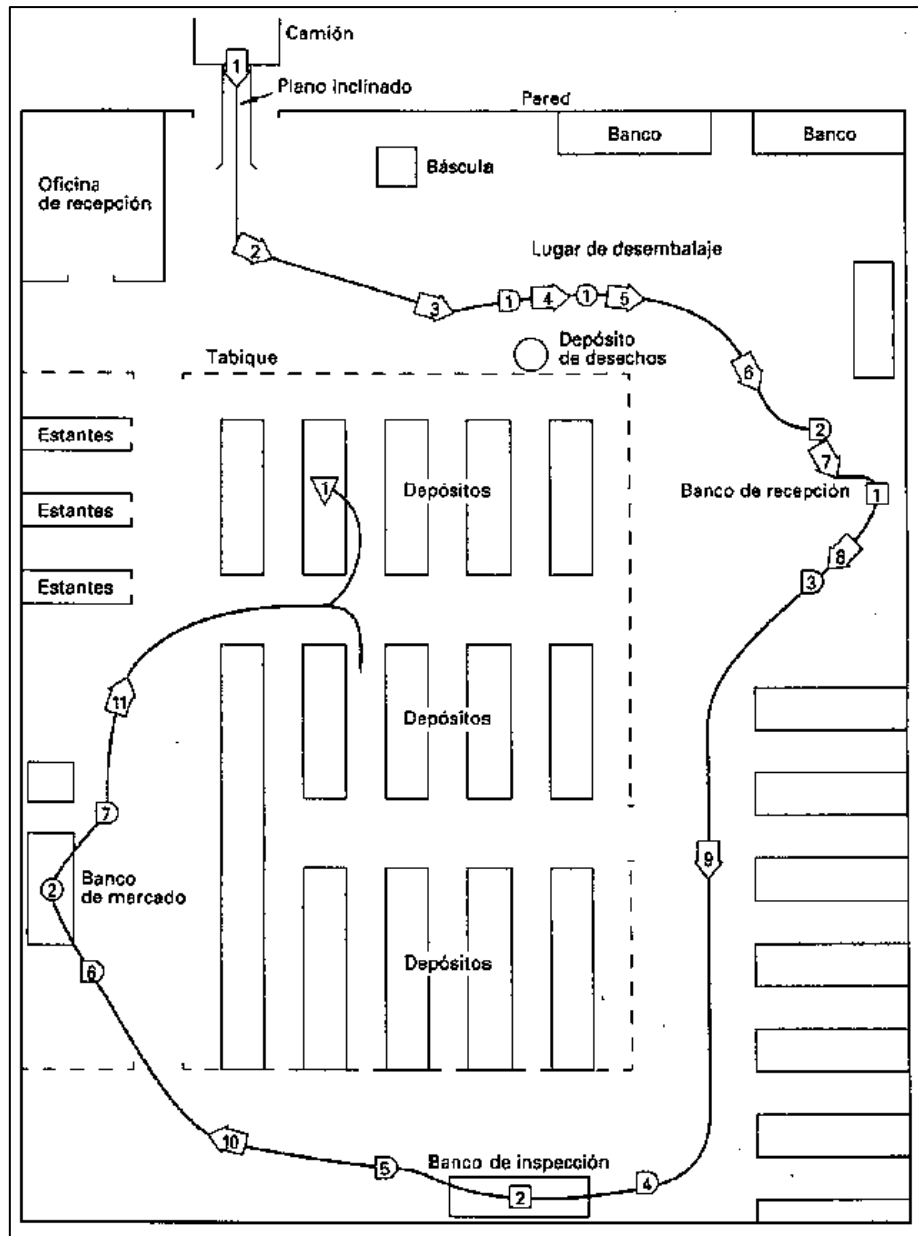 Camión
1
Plano inclinado
Pared
Banco
Banco
Báscula
Oficina
de recepción
2
Lugar de desembalaje
3
1
4
1
5
Depósito
de desechos
Tabique
6
Estantes
2
7
Depósitos
1
Banco de recepción
1
Estantes
8
3
Estantes
11
Depósitos
7
9
2
Banco
de mercado
6
Depósitos
10
5
Banco de inspección
2
4